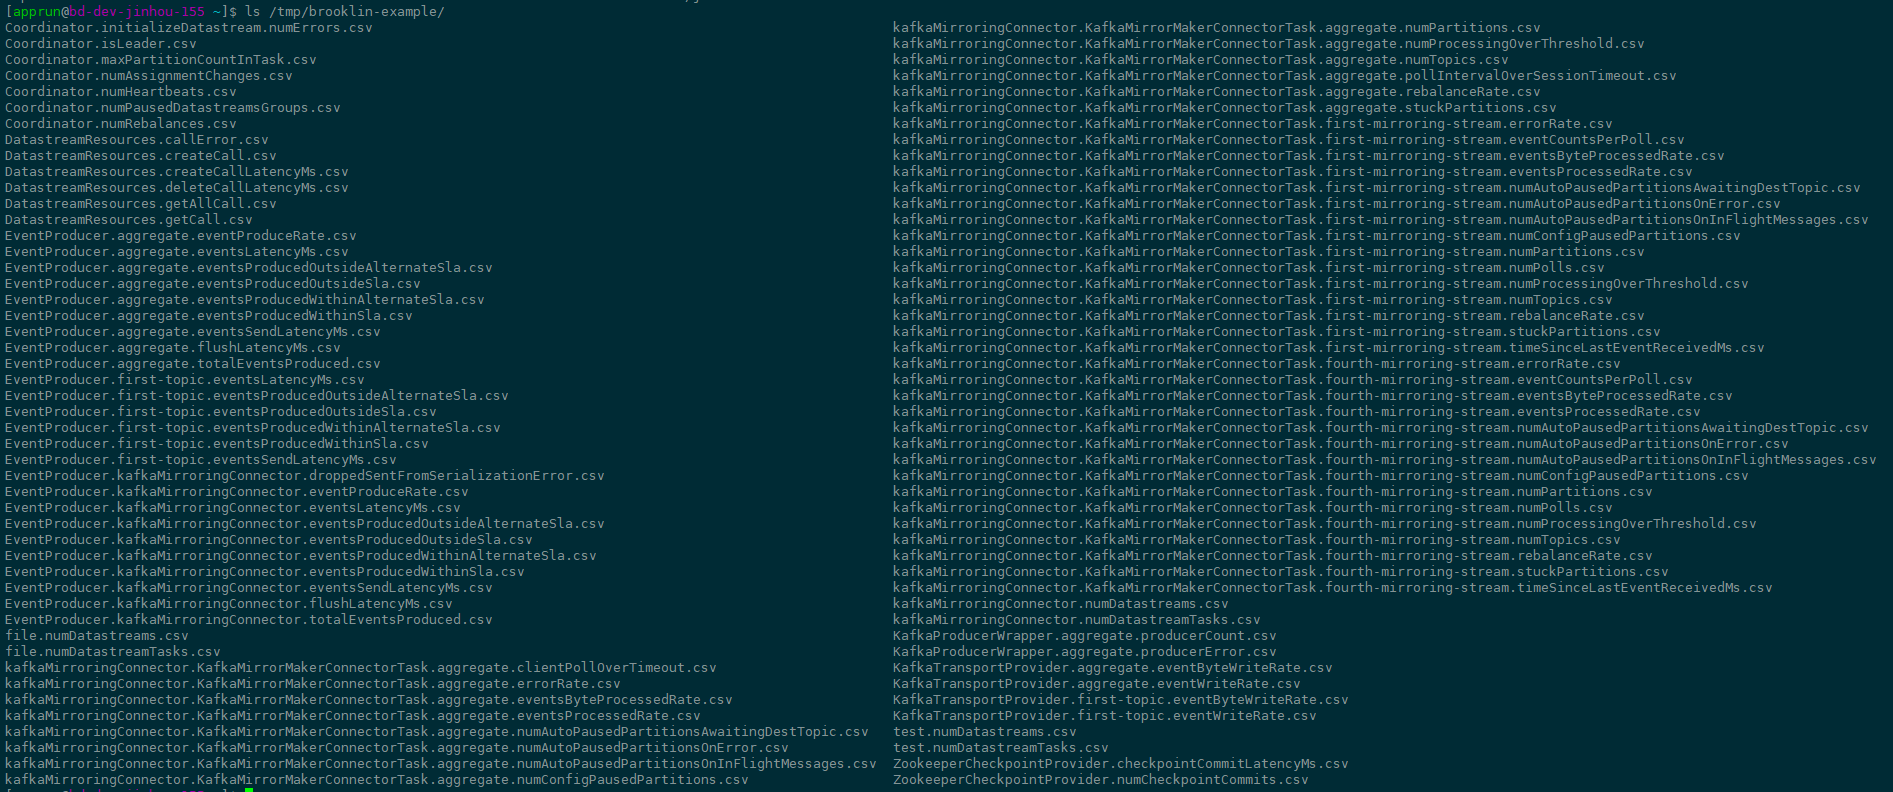 [apprun@bd-dev-jinhou-155 ~]$ ls /tmp/brooklin-example/
Coordinator.initializeDatastream.numErrors.csv
Coordinator.isLeader.csv
Coordinator.maxPartitionCountInTask.csv
Coordinator.numAssignmentChanges.csv
Coordinator.numHeartbeats.csv
Coordinator.numPausedDatastreamsGroups.csv
Coordinator.numRebalances.csv
DatastreamResources.callError.csv
DatastreamResources.createCall.csv
DatastreamResources.createCallLatencyMs.csv
DatastreamResources.deleteCallLatencyMs.csv
DatastreamResources.getAllCall.csv
DatastreamResources.getCall.csv
EventProducer.aggregate.eventProduceRate.csv
EventProducer.aggregate.eventsLatencyMs.csv
EventProducer.aggregate.eventsProducedOutsideAlternateSla.csv
EventProducer.aggregate.eventsProducedOutsideSla.csv
EventProducer.aggregate.eventsProducedWithinAlternateSla.csv
EventProducer.aggregate.eventsProducedWithinSla.csv
EventProducer.aggregate.eventsSendLatencyMs.csv
EventProducer.aggregate.flushLatencyMs.csv
EventProducer.aggregate.totalEventsProduced.csv
EventProducer.first-topic.eventsLatencyMs.csv
EventProducer.first-topic.eventsProducedOutsideAlternateSla.csv
EventProducer.first-topic.eventsProducedOutsideSla.csv
EventProducer.first-topic.eventsProducedWithinAlternateSla.csv
EventProducer.first-topic.eventsProducedWithinSla.csv
EventProducer.first-topic.eventsSendLatencyMs.csv
EventProducer.kafkaMirroringConnector.droppedSentFromSerializationError.csv
EventProducer.kafkaMirroringConnector.eventProduceRate.csv
EventProducer.kafkaMirroringConnector.eventsLatencyMs.csv
EventProducer.kafkaMirroringConnector.eventsProducedOutsideAlternateSla.csv
EventProducer.kafkaMirroringConnector.eventsProducedOutsideSla.csv
EventProducer.kafkaMirroringConnector.eventsProducedWithinAlternateSla.csv
EventProducer.kafkaMirroringConnector.eventsProducedWithinSla.csv
EventProducer.kafkaMirroringConnector.eventsSendLatencyMs.csv
EventProducer.kafkaMirroringConnector.flushLatencyMs.csv
EventProducer.kafkaMirroringConnector.totalEventsProduced.csv
file.numDatastreams.csv
file.numDatastreamTasks.csv
kafkaMirroringConnector.KafkaMirrorMakerConnectorTask.aggregate.clientPollOverTimeout.csv
kafkaMirroringConnector.KafkaMirrorMakerConnectorTask.aggregate.errorRate.csv
kafkaMirroringConnector.KafkaMirrorMakerConnectorTask.aggregate.eventsByteProcessedRate.csv
kafkaMirroringConnector.KafkaMirrorMakerConnectorTask.aggregate.eventsProcessedRate.csv
kafkaMirroringConnector.KafkaMirrorMakerConnectorTask.aggregate.numAutoPausedPartitionsAwaitingDestTopic.csv
kafkaMirroringConnector.KafkaMirrorMakerConnectorTask.aggregate.numAutoPausedPartitionsOnError.csv
kafkaMirroringConnector.KafkaMirrorMakerConnectorTask.aggregate.numAutoPausedPartitionsOnInFlightMessages.csv
kafkaMirroringConnector.KafkaMirrorMakerConnectorTask.aggregate.numConfigPausedPartitions.csv
kafkaMirroringConnector.KafkaMirrorMakerConnectorTask.aggregate.numPartitions.csv
kafkaMirroringConnector.KafkaMirrorMakerConnectorTask.aggregate.numProcessingOverThreshold.csv
kafkaMirroringConnector.KafkaMirrorMakerConnectorTask.aggregate.numTopics.csv
kafkaMirroringConnector.KafkaMirrorMakerConnectorTask.aggregate.pollIntervalOverSessionTimeout.csv
kafkaMirroringConnector.KafkaMirrorMakerConnectorTask.aggregate.rebalanceRate.csv
kafkaMirroringConnector.KafkaMirrorMakerConnectorTask.aggregate.stuckPartitions.csv
kafkaMirroringConnector.KafkaMirrorMakerConnectorTask.first-mirroring-stream.errorRate.csv
kafkaMirroringConnector.KafkaMirrorMakerConnectorTask.first-mirroring-stream.eventCountsPerPoll.csv
kafkaMirroringConnector.KafkaMirrorMakerConnectorTask.first-mirroring-stream.eventsByteProcessedRate.csv
kafkaMirroringConnector.KafkaMirrorMakerConnectorTask.first-mirroring-stream.eventsProcessedRate.csv
kafkaMirroringConnector.KafkaMirrorMakerConnectorTask.first-mirroring-stream.numAutoPausedPartitionsAwaitingDestTopic.csv
kafkaMirroringConnector.KafkaMirrorMakerConnectorTask.first-mirroring-stream.numAutoPausedPartitionsOnError.csv
kafkaMirroringConnector.KafkaMirrorMakerConnectorTask.first-mirroring-stream.numAutoPausedPartitionsOnInFlightMessages.csv
kafkaMirroringConnector.KafkaMirrorMakerConnectorTask.first-mirroring-stream.numConfigPausedPartitions.csv
kafkaMirroringConnector.KafkaMirrorMakerConnectorTask.first-mirroring-stream.numPartitions.csv
kafkaMirroringConnector.KafkaMirrorMakerConnectorTask.first-mirroring-stream.numPolls.csv
kafkaMirroringConnector.KafkaMirrorMakerConnectorTask.first-mirroring-stream.numProcessingOverThreshold.csv
kafkaMirroringConnector.KafkaMirrorMakerConnectorTask.first-mirroring-stream.numTopics.csv
kafkaMirroringConnector.KafkaMirrorMakerConnectorTask.first-mirroring-stream.rebalanceRate.csv
kafkaMirroringConnector.KafkaMirrorMakerConnectorTask.first-mirroring-stream.stuckPartitions.csv
kafkaMirroringConnector.KafkaMirrorMakerConnectorTask.first-mirroring-stream.timeSinceLastEventReceivedMs.csv
kafkaMirroringConnector.KafkaMirrorMakerConnectorTask.fourth-mirroring-stream.errorRate.csv
kafkaMirroringConnector.KafkaMirrorMakerConnectorTask.fourth-mirroring-stream.eventCountsPerPoll.csv
kafkaMirroringConnector.KafkaMirrorMakerConnectorTask.fourth-mirroring-stream.eventsByteProcessedRate.csv
kafkaMirroringConnector.KafkaMirrorMakerConnectorTask.fourth-mirroring-stream.eventsProcessedRate.csv
kafkaMirroringConnector.KafkaMirrorMakerConnectorTask.fourth-mirroring-stream.numAutoPausedPartitionsAwaitingDestTopic.csv
kafkaMirroringConnector.KafkaMirrorMakerConnectorTask.fourth-mirroring-stream.numAutoPausedPartitionsOnError.csv
kafkaMirroringConnector.KafkaMirrorMakerConnectorTask.fourth-mirroring-stream.numAutoPausedPartitionsOnInFlightMessages.csv
kafkaMirroringConnector.KafkaMirrorMakerConnectorTask.fourth-mirroring-stream.numConfigPausedPartitions.csv
kafkaMirroringConnector.KafkaMirrorMakerConnectorTask.fourth-mirroring-stream.numPartitions.csv
kafkaMirroringConnector.KafkaMirrorMakerConnectorTask.fourth-mirroring-stream.numPolls.csv
kafkaMirroringConnector.KafkaMirrorMakerConnectorTask.fourth-mirroring-stream.numProcessingOverThreshold.csv
kafkaMirroringConnector.KafkaMirrorMakerConnectorTask.fourth-mirroring-stream.numTopics.csv
kafkaMirroringConnector.KafkaMirrorMakerConnectorTask.fourth-mirroring-stream.rebalanceRate.csv
kafkaMirroringConnector.KafkaMirrorMakerConnectorTask.fourth-mirroring-stream.stuckPartitions.csv
kafkaMirroringConnector.KafkaMirrorMakerConnectorTask.fourth-mirroring-stream.timeSinceLastEventReceivedMs.csv
kafkaMirroringConnector.numDatastreams.csv
kafkaMirroringConnector.numDatastreamTasks.csv
KafkaProducerWrapper.aggregate.producerCount.csv
KafkaProducerWrapper.aggregate.producerError.csv
KafkaTransportProvider.aggregate.eventByteWriteRate.csv
KafkaTransportProvider.aggregate.eventWriteRate.csv
KafkaTransportProvider.first-topic.eventByteWriteRate.csv
KafkaTransportProvider.first-topic.eventWriteRate.csv
test.numDatastreams.csv
test.numDatastreamTasks.csv
ZookeeperCheckpointProvider.checkpointCommitLatencyMs.csv
ZookeeperCheckpointProvider.numCheckpointCommits.csv